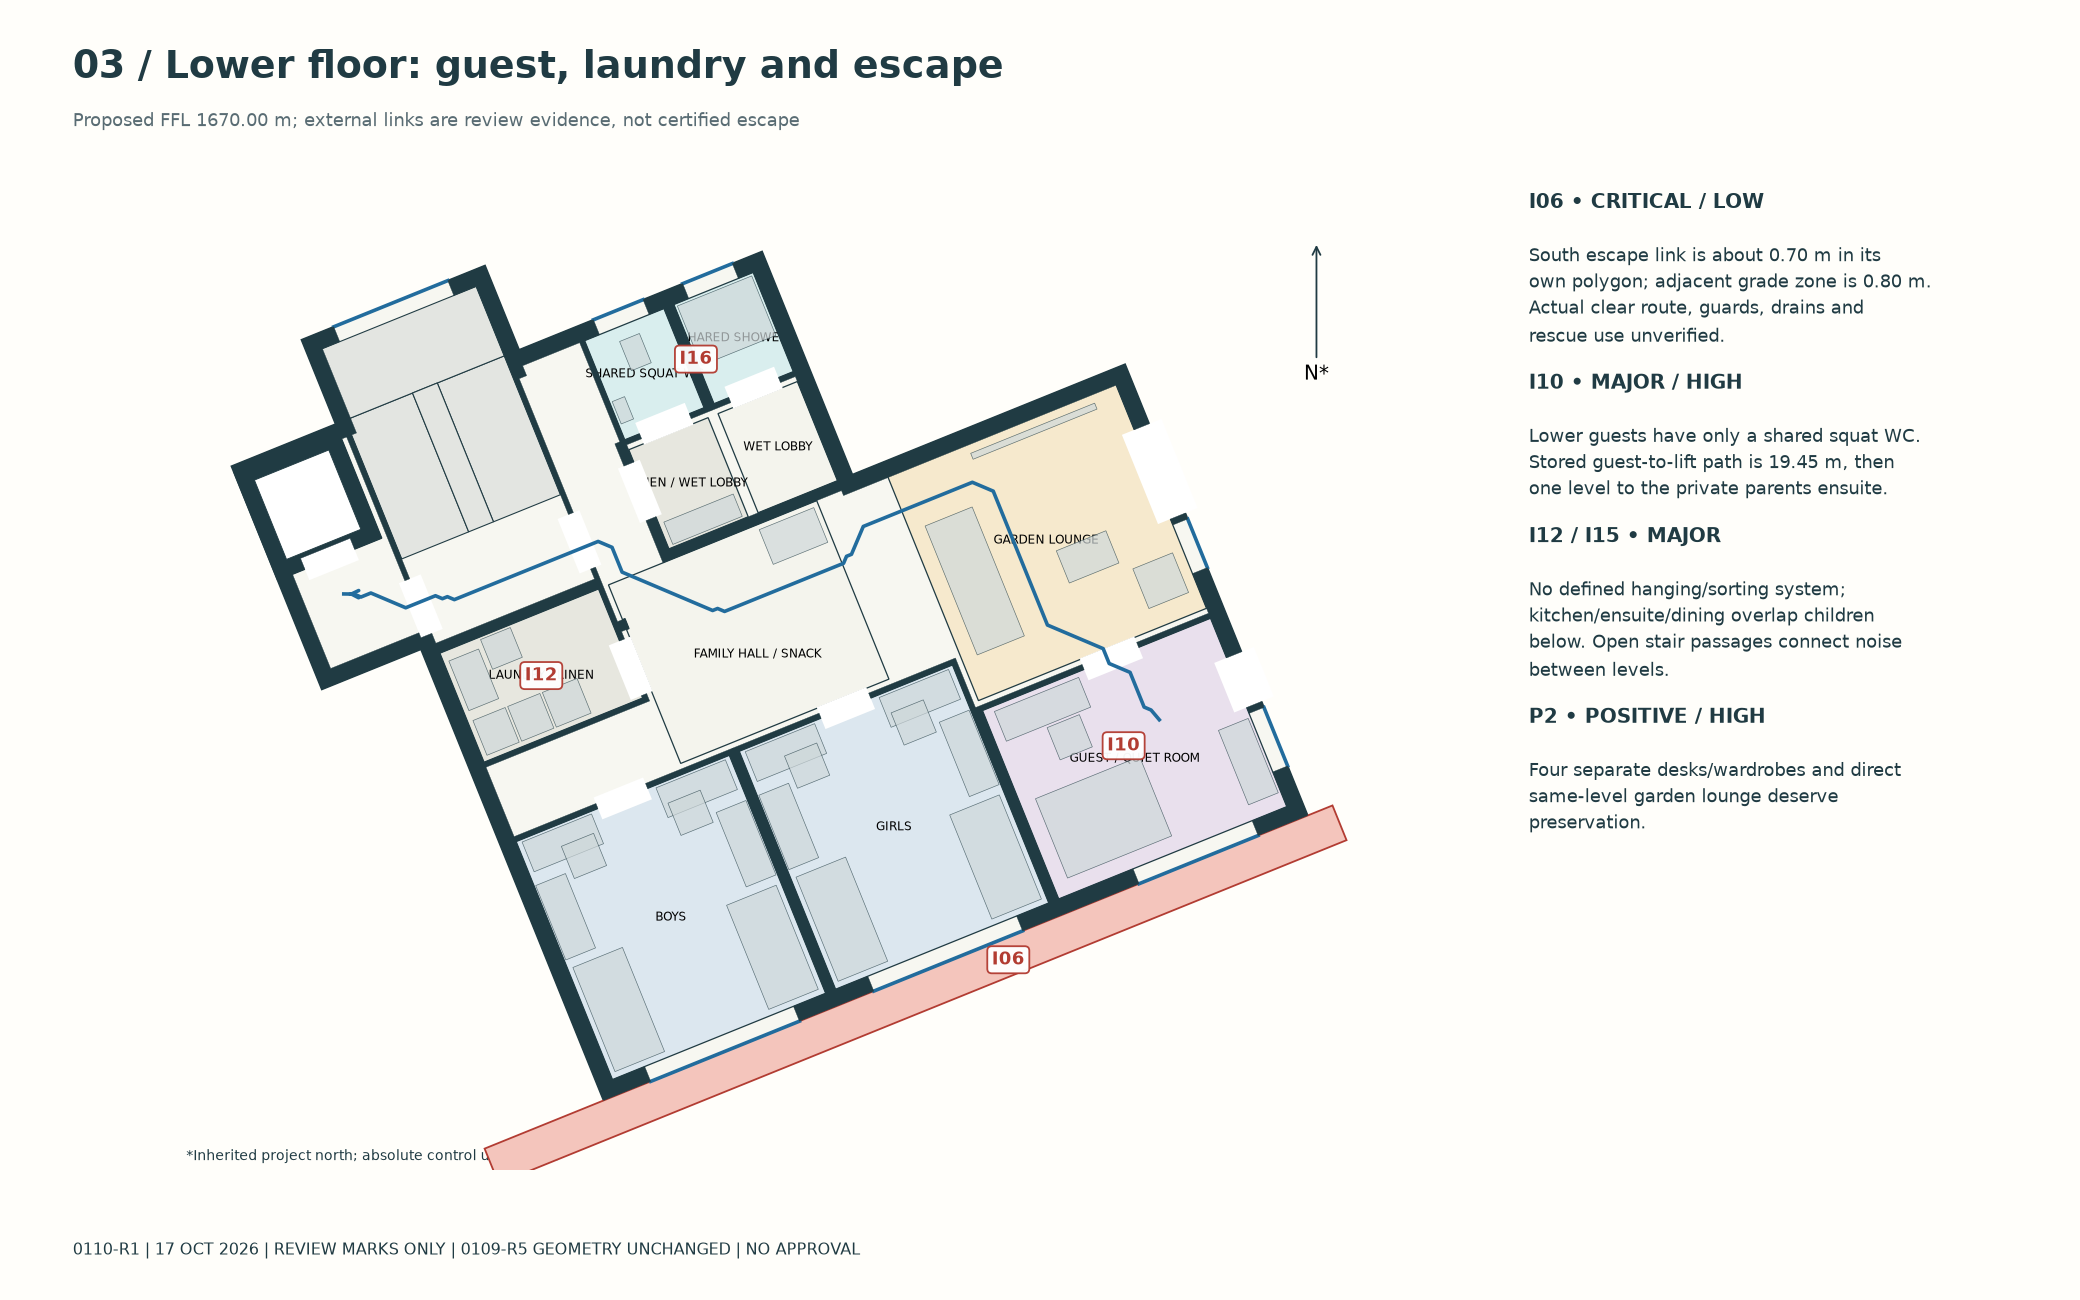 03 / Lower floor: guest, laundry and escape
Proposed FFL 1670.00 m; external links are review evidence, not certified escape
I06 • CRITICAL / LOW
South escape link is about 0.70 m in its
own polygon; adjacent grade zone is 0.80 m.
Actual clear route, guards, drains and
rescue use unverified.
I10 • MAJOR / HIGH
Lower guests have only a shared squat WC.
Stored guest-to-lift path is 19.45 m, then
one level to the private parents ensuite.
I12 / I15 • MAJOR
No defined hanging/sorting system;
kitchen/ensuite/dining overlap children
below. Open stair passages connect noise
between levels.
P2 • POSITIVE / HIGH
Four separate desks/wardrobes and direct
same-level garden lounge deserve
preservation.
N*
SHARED SQUAT
I16
WET LOBBY
/ WET LOBBY
GARDEN LOUNGE
FAMILY HALL / SNACK
I12
I10
ROOM
GIRLS
BOYS
I06
*Inherited project north; absolute control
0110-R1 | 17 OCT 2026 | REVIEW MARKS ONLY | 0109-R5 GEOMETRY UNCHANGED | NO APPROVAL